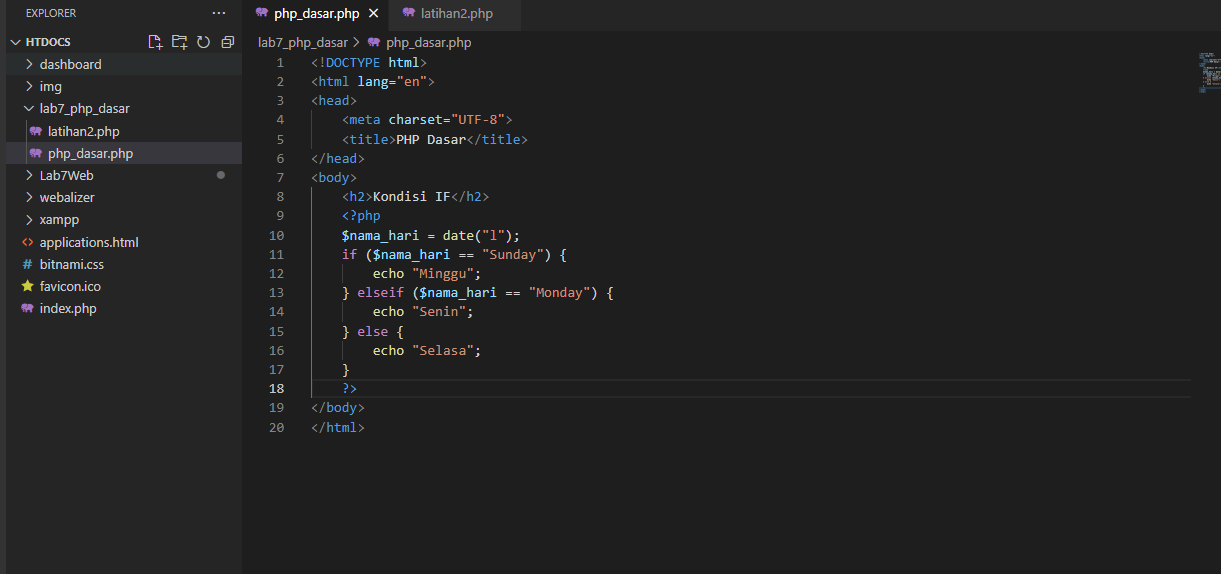 EXPLORER
HTDOCS
dashboard
img
lab7_php_dasar
latihan2.php
php_dasar.php
Lab7Web
webalizer
xampp
applications.html
# bitnami.css
favicon.ico
index.php
php_dasar.php
latihan2.php
lab7_php_dasar > php_dasar.php
1 <!DOCTYPE html>
2 <html lang="en">
3 <head>
4     <meta charset="UTF-8">
5     <title>PHP Dasar</title>
6 </head>
7 <body>
8     <h2>Kondisi IF</h2>
9     <?php
10     $nama_hari = date("l");
11     if ($nama_hari == "Sunday") {
12         echo "Minggu";
13     } elseif ($nama_hari == "Monday") {
14         echo "Senin";
15     } else {
16         echo "Selasa";
17     }
18     ?>
19 </body>
20 </html>